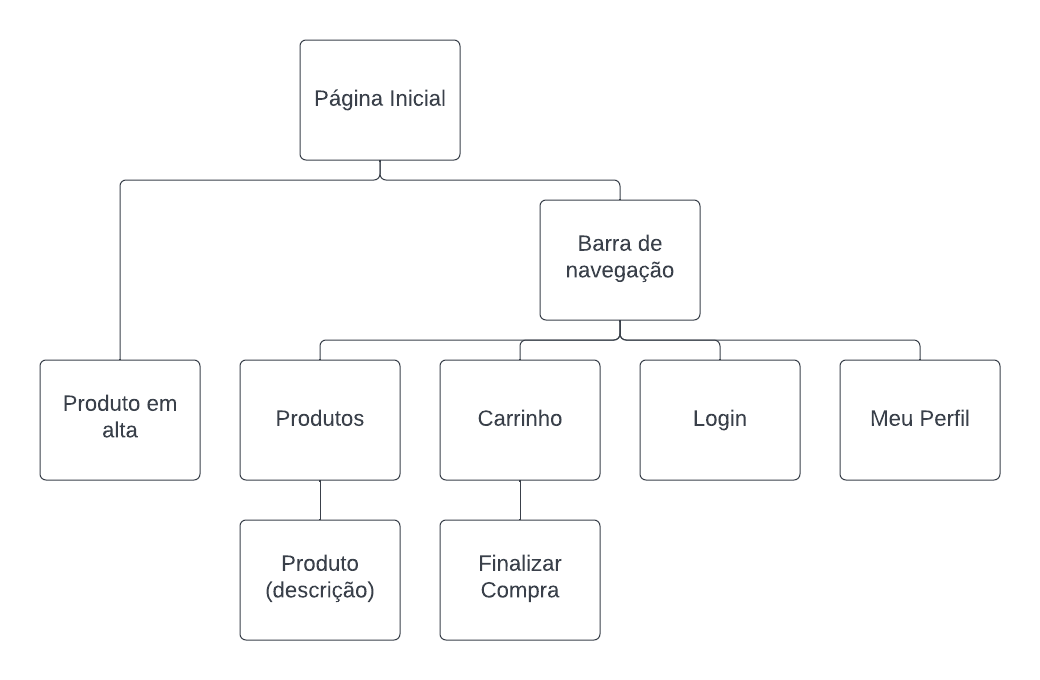 Página Inicial
Barra de
navegação
Produto em
alta
Produtos
Carrinho
Login
Meu Perfil
Produto
(descrição)
Finalizar
Compra